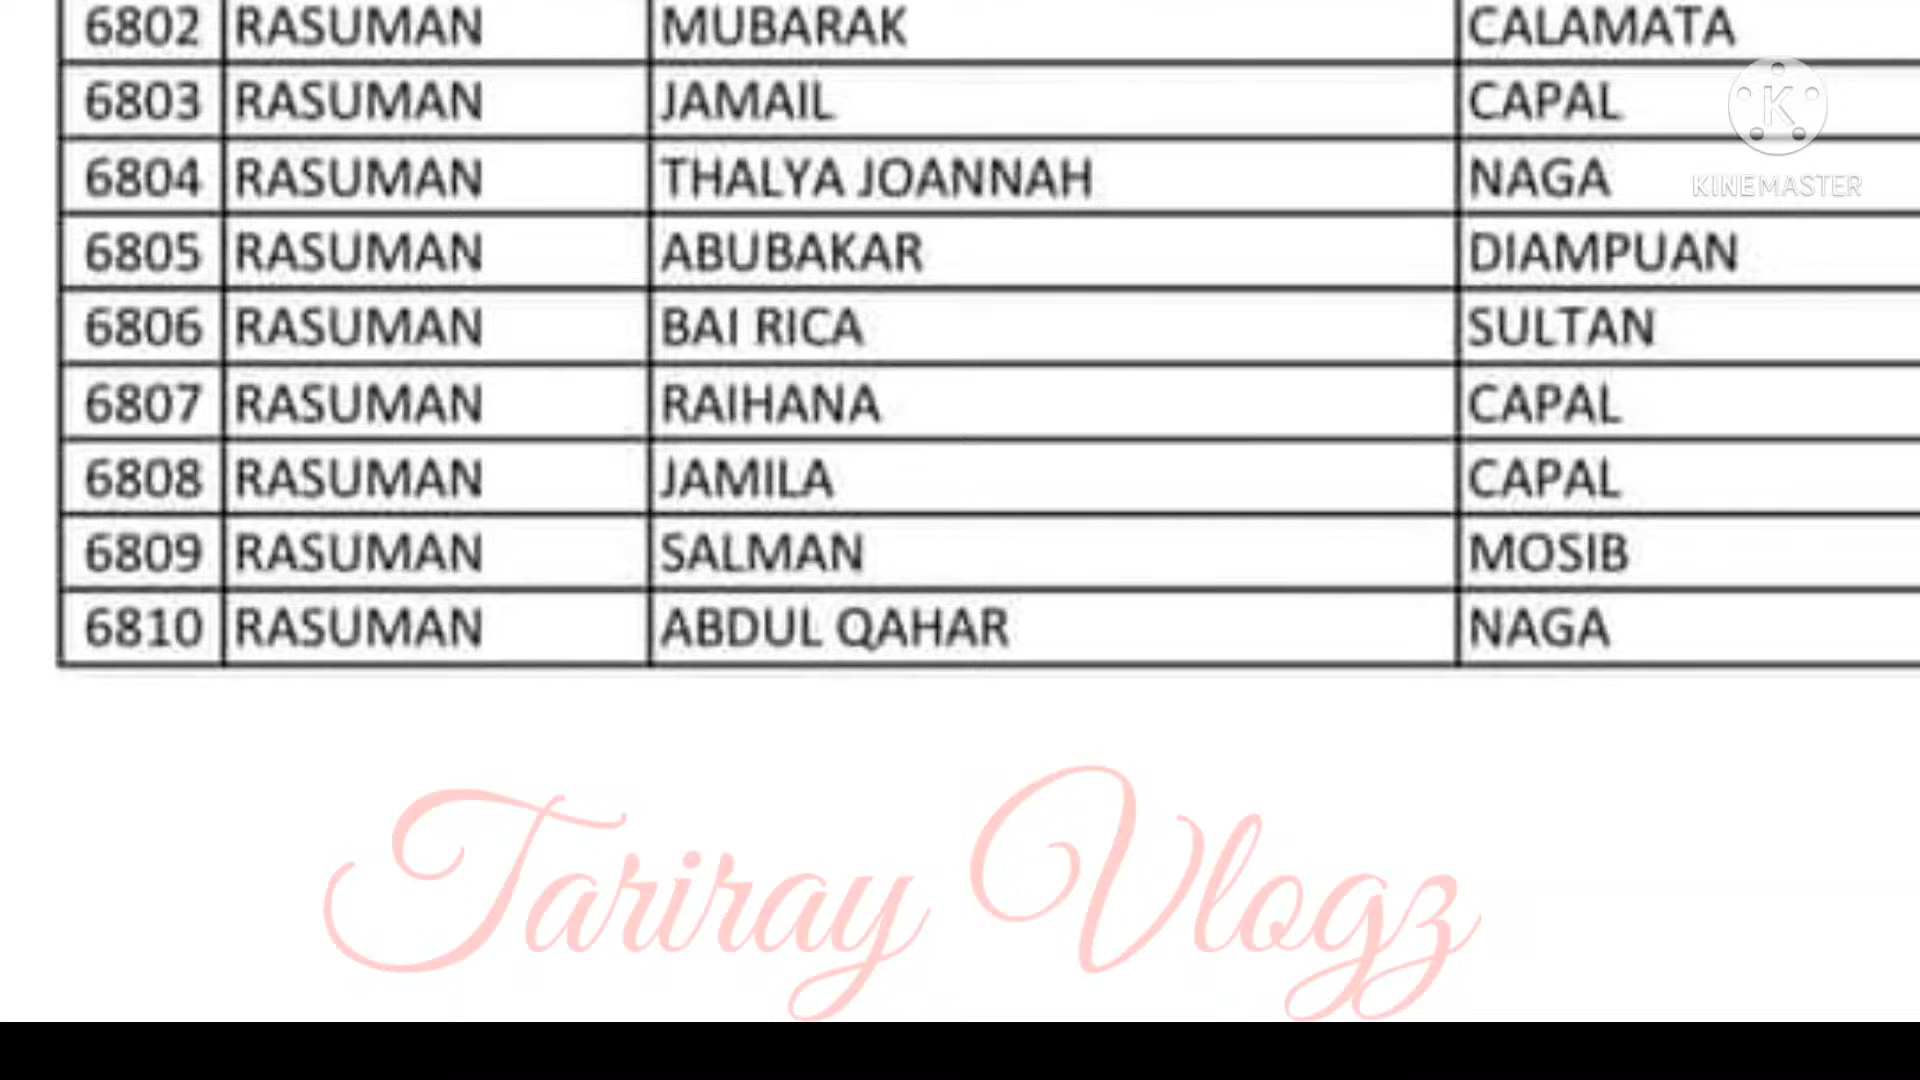 6802 RASUMAN MUBARAK CALAMATA
6803 RASUMAN JAMAIL CAPAL
6804 RASUMAN THALYA JOANNAH NAGA
6805 RASUMAN ABUBAKAR DIAMPUAN
6806 RASUMAN BAI RICA SULTAN
6807 RASUMAN RAIHANA CAPAL
6808 RASUMAN JAMILA CAPAL
6809 RASUMAN SALMAN MOSIB
6810 RASUMAN ABDUL QAHAR NAGA
K
KINEMASTER
Tariray Vlogz